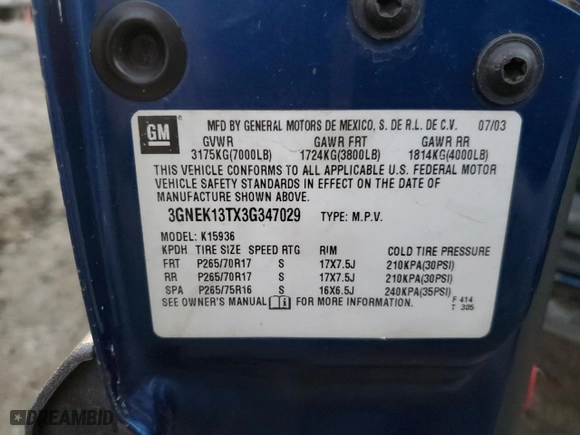 GM
MFD BY GENERAL MOTORS DE MEXICO, S. DE R.L. DE C.V. 07/03
GVWR GAWR FRT GAWR RR
3175KG(7000LB) 1724KG(3800LB) 1814KG(4000LB)
THIS VEHICLE CONFORMS TO ALL APPLICABLE U.S. FEDERAL MOTOR
VEHICLE SAFETY STANDARDS IN EFFECT ON THE DATE OF
MANUFACTURE SHOWN ABOVE.
3GNEK13TX3G347029 TYPE: M.P.V.
MODEL: K15936
KPDH TIRE SIZE SPEED RTG RIM COLD TIRE PRESSURE
FRT P265/70R17 S 17X7.5J 210KPA(30PSI)
RR P265/70R17 S 17X7.5J 210KPA(30PSI)
SPA P265/75R16 S 16X6.5J 240KPA(35PSI)
SEE OWNER'S MANUAL FOR MORE INFORMATION.
F 414
T 305
DREAMBID